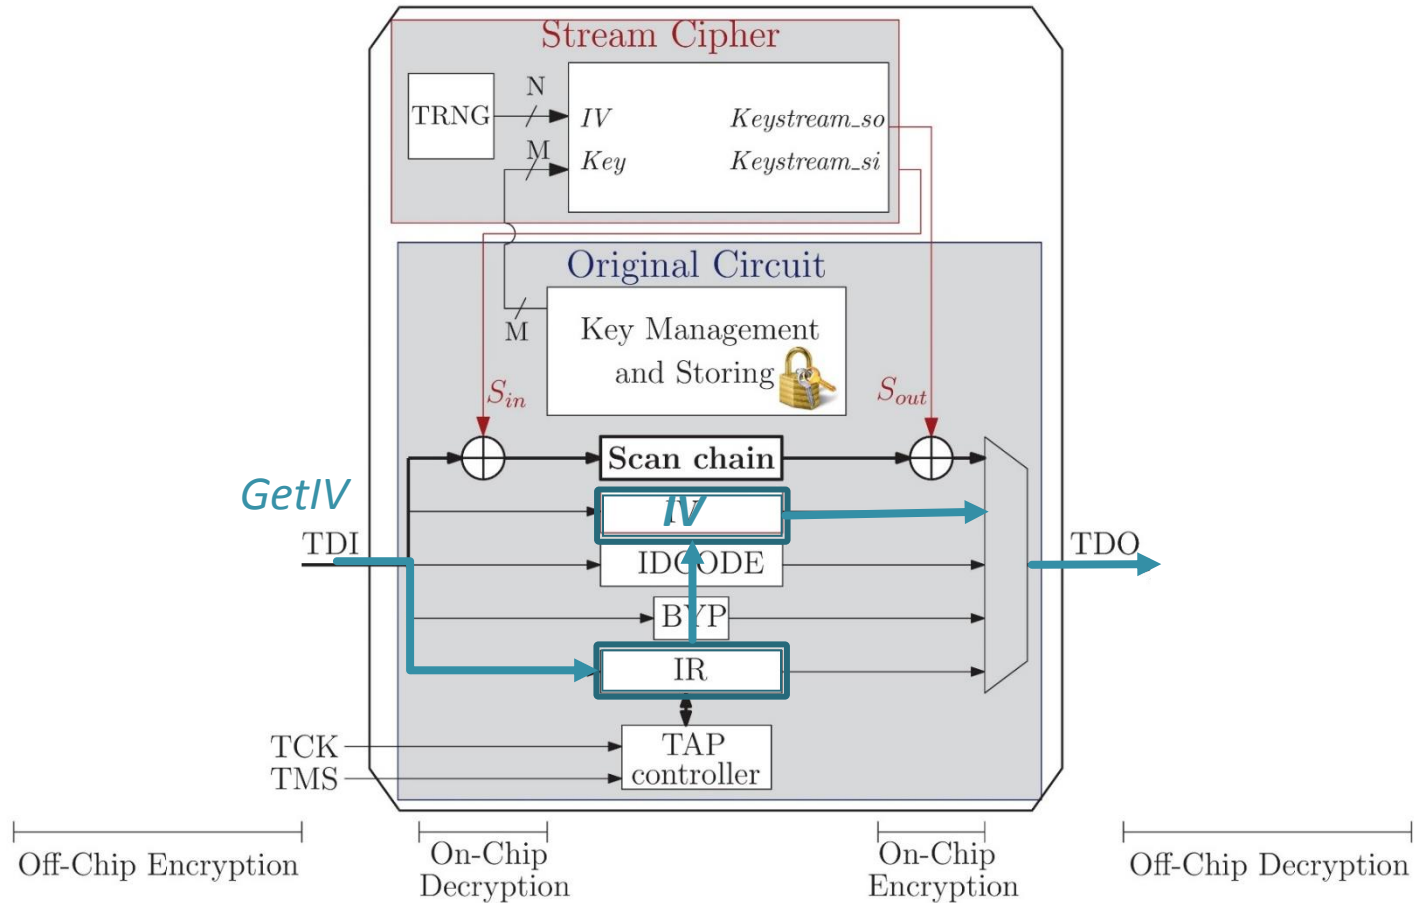 Stream Cipher
TRNG
N
M
IV
Key
Keystream_so
Keystream_si
Original Circuit
M
Key Management
and Storing
S_in
S_out
Scan chain
GetIV
IV
TDI
IDCODE
TDO
BYP
IR
TCK
TMS
TAP
controller
Off-Chip Encryption
On-Chip
Decryption
On-Chip
Encryption
Off-Chip Decryption